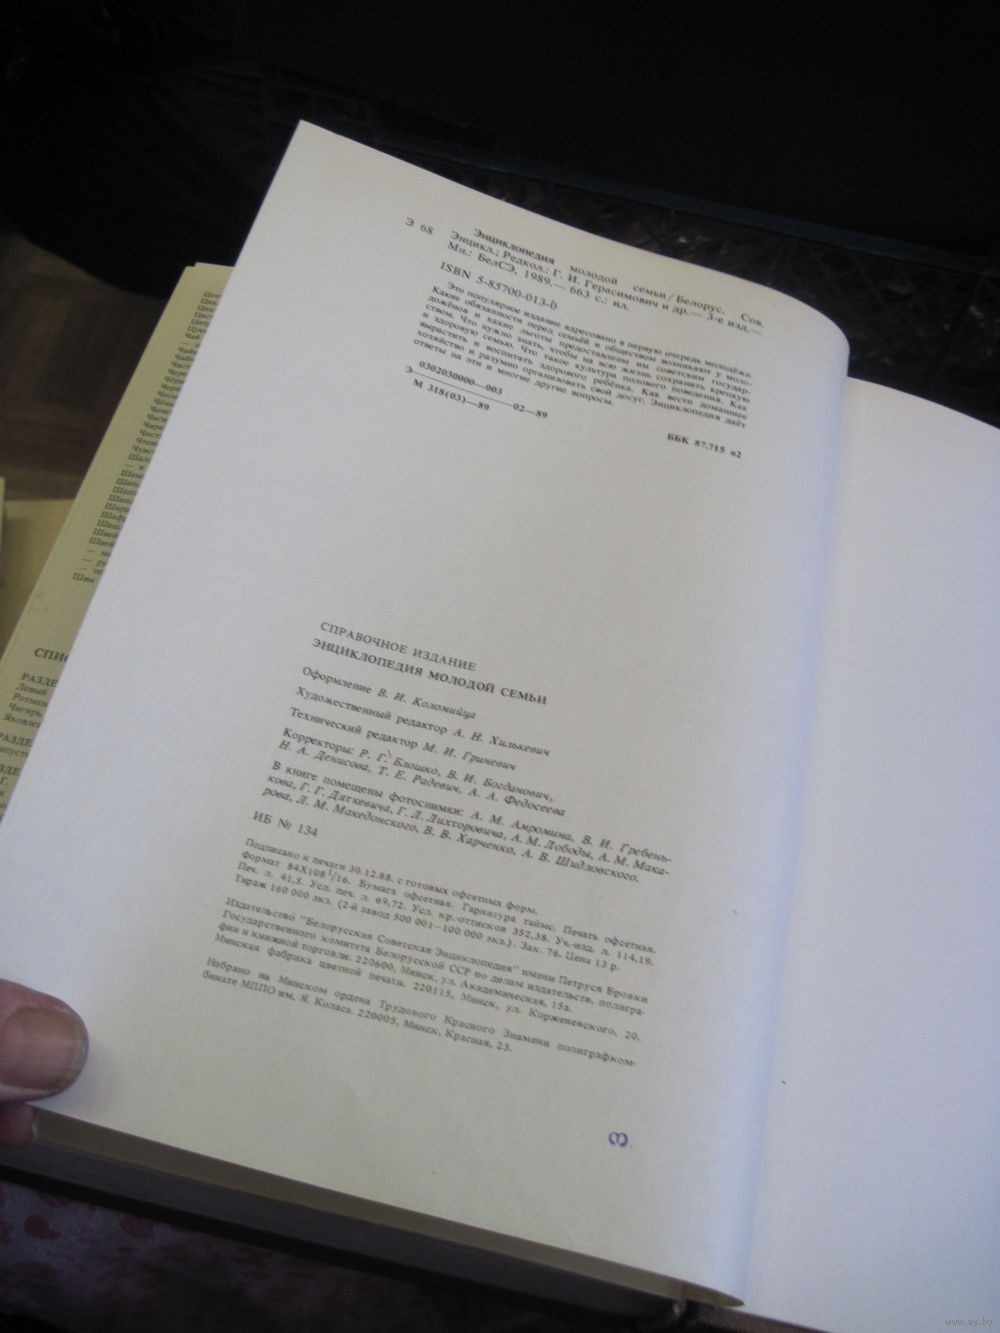 Э 68
Энциклопедия молодой семьи / Белорус. Сов.
Энцикл.; Редкол.: Г. И. Герасимович и др.— 3-е изд.—
Мн.: БелСЭ, 1989.— 663 с.: ил.
ISBN 5-85700-013-0
Это популярное издание адресовано в первую очередь молодёжи.
Какие обязанности перед семьёй и обществом возникают у моло-
дожёнов и какие льготы предоставлены им советским государ-
ством. Что нужно знать, чтобы на всю жизнь сохранить крепкую
и здоровую семью. Что такое культура полового поведения. Как
вырастить и воспитать здорового ребёнка. Как вести домашнее
хозяйство и разумно организовать свой досуг. Энциклопедия даёт
ответы на эти и многие другие вопросы.
0302030000—003
Э—02—89
М 318(03)—89
ББК 87.715 я2
СПРАВОЧНОЕ ИЗДАНИЕ
ЭНЦИКЛОПЕДИЯ МОЛОДОЙ СЕМЬИ
Оформление В. И. Коломийца
Художественный редактор А. Н. Хилькевич
Технический редактор М. И. Гриневич
Корректоры: Р. Г. Блошко, В. И. Богданович,
Н. А. Денисова, Т. Е. Радевич, А. А. Федосеева
В книге помещены фотоснимки: А. М. Амромина, В. И. Гребень-
кова, Г. Г. Дяткевича, Г. Л. Лихторовича, А. М. Лободы, А. М. Мака-
рова, Л. М. Македонского, В. В. Харченко, А. В. Шидловского.
ИБ № 134
Подписано к печати 30.12.88. с готовых офсетных форм.
Формат 84Х108 1/16. Бумага офсетная. Гарнитура таймс. Печать офсетная.
Печ. л. 41,5. Усл. печ. л. 69,72. Усл. кр.-оттисков 352,38. Уч.-изд. л. 114,19.
Тираж 160 000 экз. (2-й завод 500 001—100 000 экз.). Зак. 76. Цена 13 р.
Издательство "Белорусская Советская Энциклопедия" имени Петруся Бровки
Государственного комитета Белорусской ССР по делам издательств, полигра-
фии и книжной торговли. 220600, Минск, ул. Академическая, 15а.
Минская фабрика цветной печати. 220115, Минск, ул. Корженевского, 20.
Набрано на Минском ордена Трудового Красного Знамени полиграфком-
бинате МППО им. Я. Коласа. 220005, Минск, Красная, 23.
www.ay.by